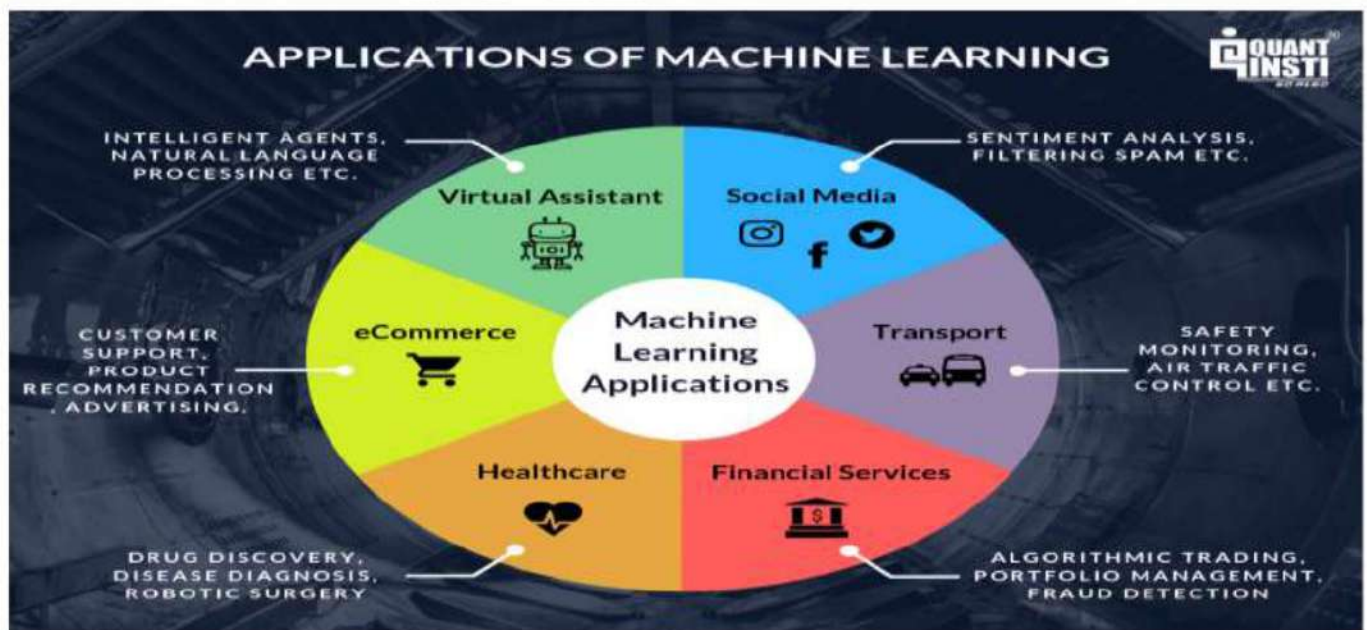 APPLICATIONS OF MACHINE LEARNING
QUANT
INSTI
INTELLIGENT AGENTS,
NATURAL LANGUAGE
PROCESSING ETC.
SENTIMENT ANALYSIS,
FILTERING SPAM ETC.
Virtual Assistant
Social Media
eCommerce
Machine
Learning
Applications
Transport
CUSTOMER
SUPPORT,
PRODUCT
RECOMMENDATION
, ADVERTISING.
SAFETY
MONITORING,
AIR TRAFFIC
CONTROL ETC.
Healthcare
Financial Services
$
DRUG DISCOVERY,
DISEASE DIAGNOSIS,
ROBOTIC SURGERY
ALGORITHMIC TRADING,
PORTFOLIO MANAGEMENT,
FRAUD DETECTION